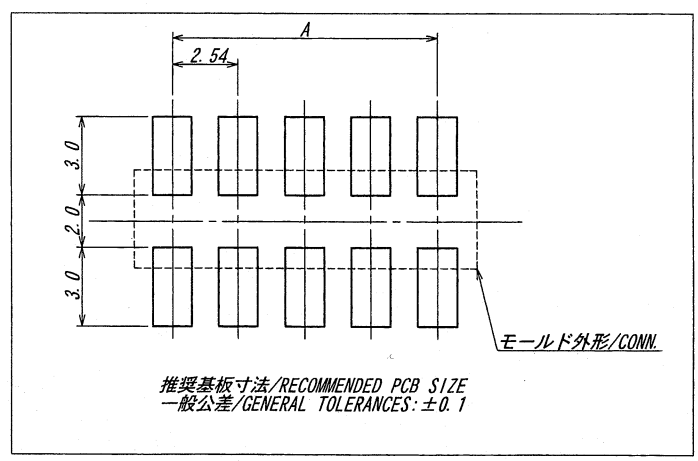 A
2.54
3.0
2.0
3.0
モールド外形/CONN.
推奨基板寸法/RECOMMENDED PCB SIZE
一般公差/GENERAL TOLERANCES:±0.1